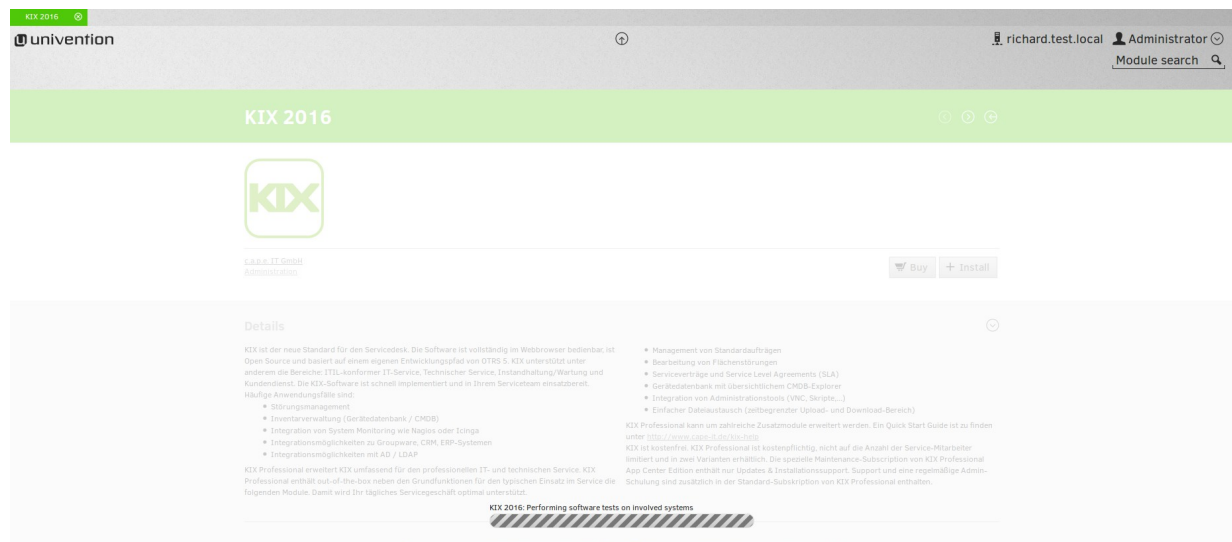 KIX 2016
univention
richard.test.local Administrator
Module search
KIX 2016
KIX
c.a.p.e. IT GmbH
Administration
Buy Install
Details
KIX ist der neue Standard für den Servicedesk. Die Software ist vollständig im Webbrowser bedienbar, ist
Open Source und basiert auf einem eigenen Entwicklungspfad von OTRS 5. KIX unterstützt unter
anderem die Bereiche: ITIL-konformer IT-Service, Technischer Service, Instandhaltung/Wartung und
Kundendienst. Die KIX-Software ist schnell implementiert und in Ihrem Serviceteam einsatzbereit.
Häufige Anwendungsfälle sind:
Störungsmanagement
Inventarverwaltung (Gerätedatenbank / CMDB)
Integration von System Monitoring wie Nagios oder Icinga
Integrationsmöglichkeiten zu Groupware, CRM, ERP-Systemen
Integrationsmöglichkeiten mit AD / LDAP
KIX Professional erweitert KIX umfassend für den professionellen IT- und technischen Service. KIX
Professional enthält out-of-the-box neben den Grundfunktionen für den typischen Einsatz im Service die
folgenden Module. Damit wird Ihr tägliches Servicegeschäft optimal unterstützt.
Management von Standardaufträgen
Bearbeitung von Flächenstörungen
Serviceverträge und Service Level Agreements (SLA)
Gerätedatenbank mit übersichtlichem CMDB-Explorer
Integration von Administrationstools (VNC, Skripte,...)
Einfacher Dateiaustausch (zeitbegrenzter Upload- und Download-Bereich)
KIX Professional kann um zahlreiche Zusatzmodule erweitert werden. Ein Quick Start Guide ist zu finden
unter http://www.cape-it.de/kix-help.
KIX ist kostenfrei. KIX Professional ist kostenpflichtig, nicht auf die Anzahl der Service-Mitarbeiter
limitiert und in zwei Varianten erhältlich. Die spezielle Maintenance-Subscription von KIX Professional
App Center Edition enthält nur Updates & Installationssupport. Support und eine regelmäßige Admin-
Schulung sind zusätzlich in der Standard-Subskription von KIX Professional enthalten.
KIX 2016: Performing software tests on involved systems